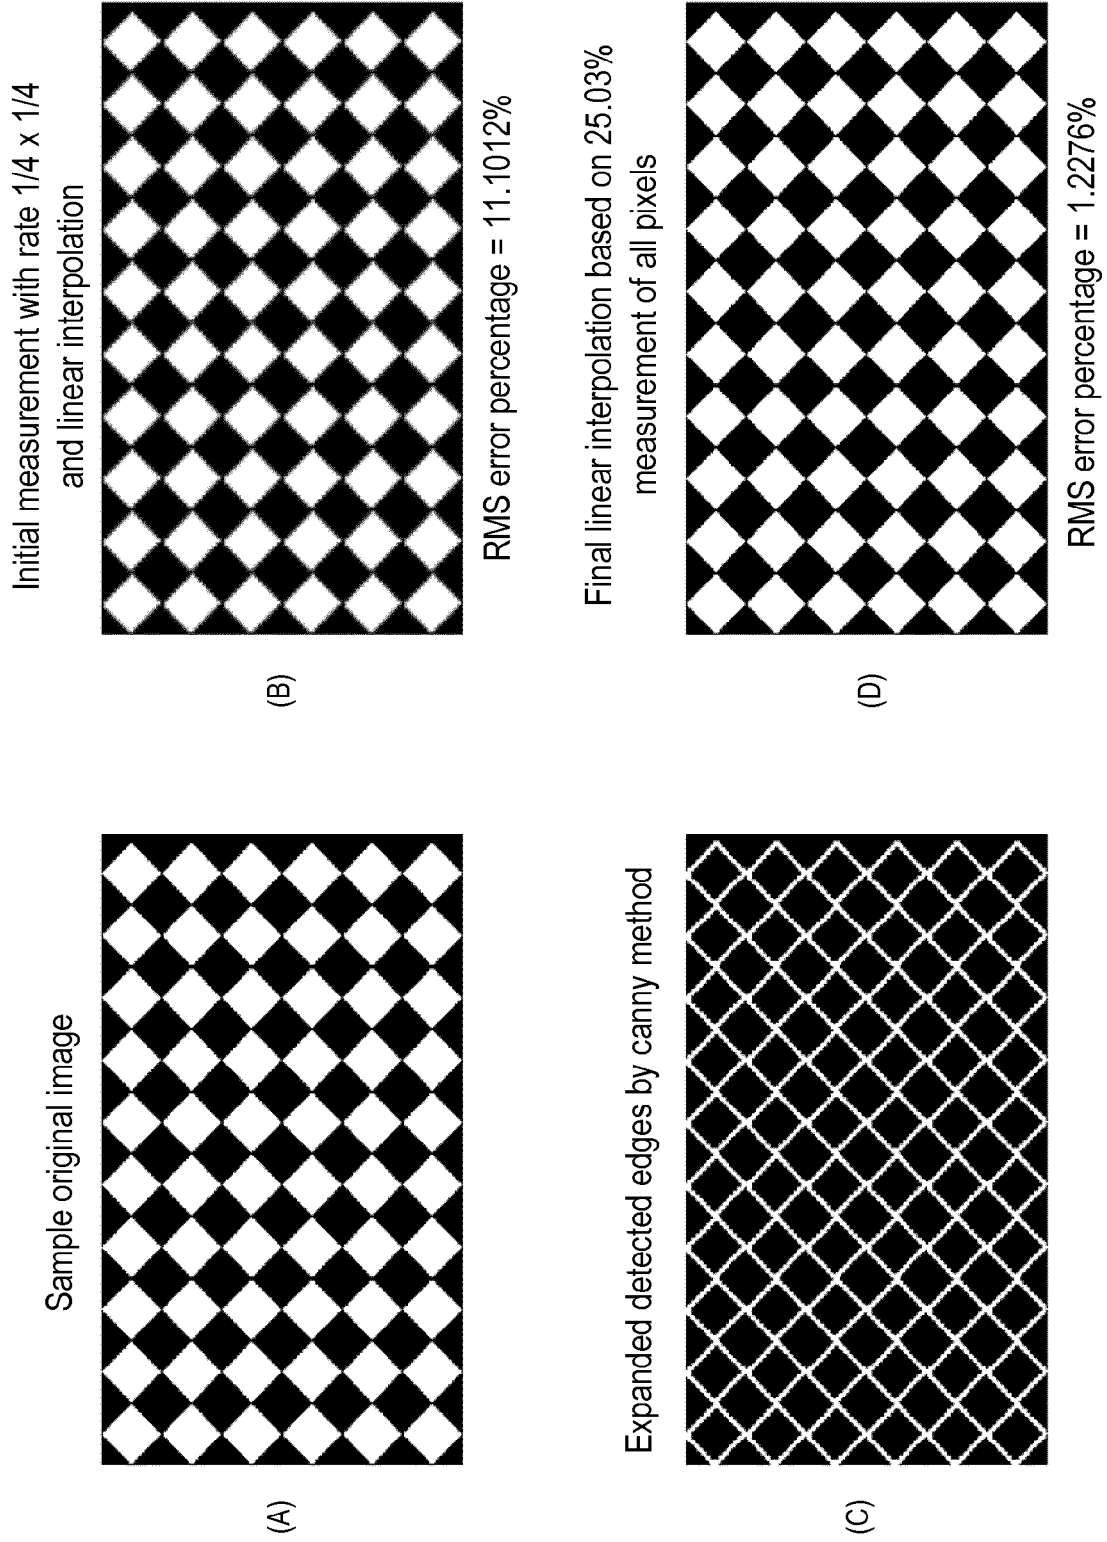 Sample original image
(A)
Initial measurement with rate 1/4 x 1/4
and linear interpolation
(B)
RMS error percentage = 11.1012%
Expanded detected edges by canny method
(C)
Final linear interpolation based on 25.03%
measurement of all pixels
(D)
RMS error percentage = 1.2276%